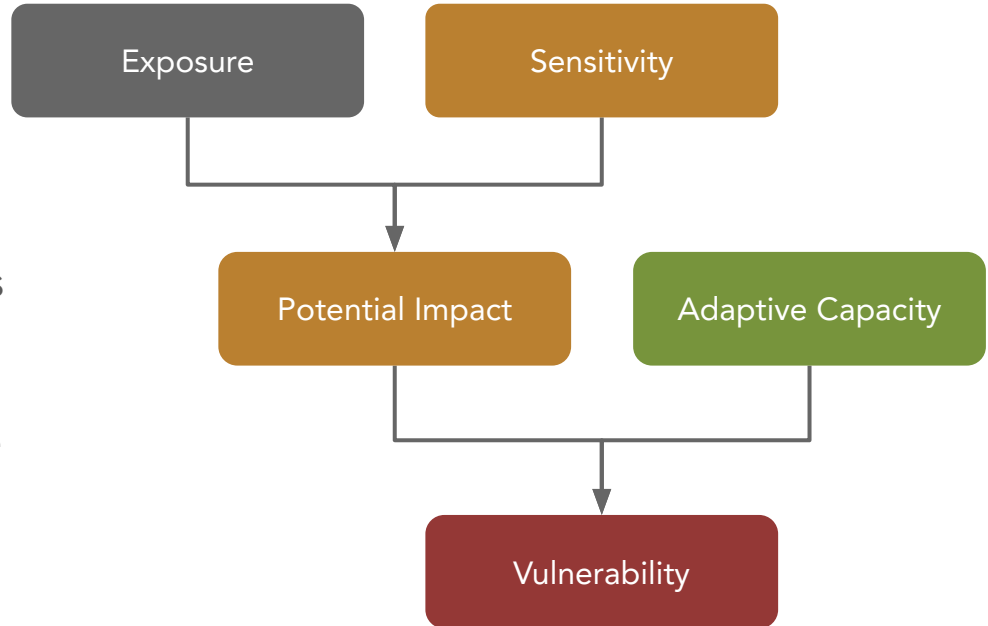 Exposure
Sensitivity
Potential Impact
Adaptive Capacity
Vulnerability